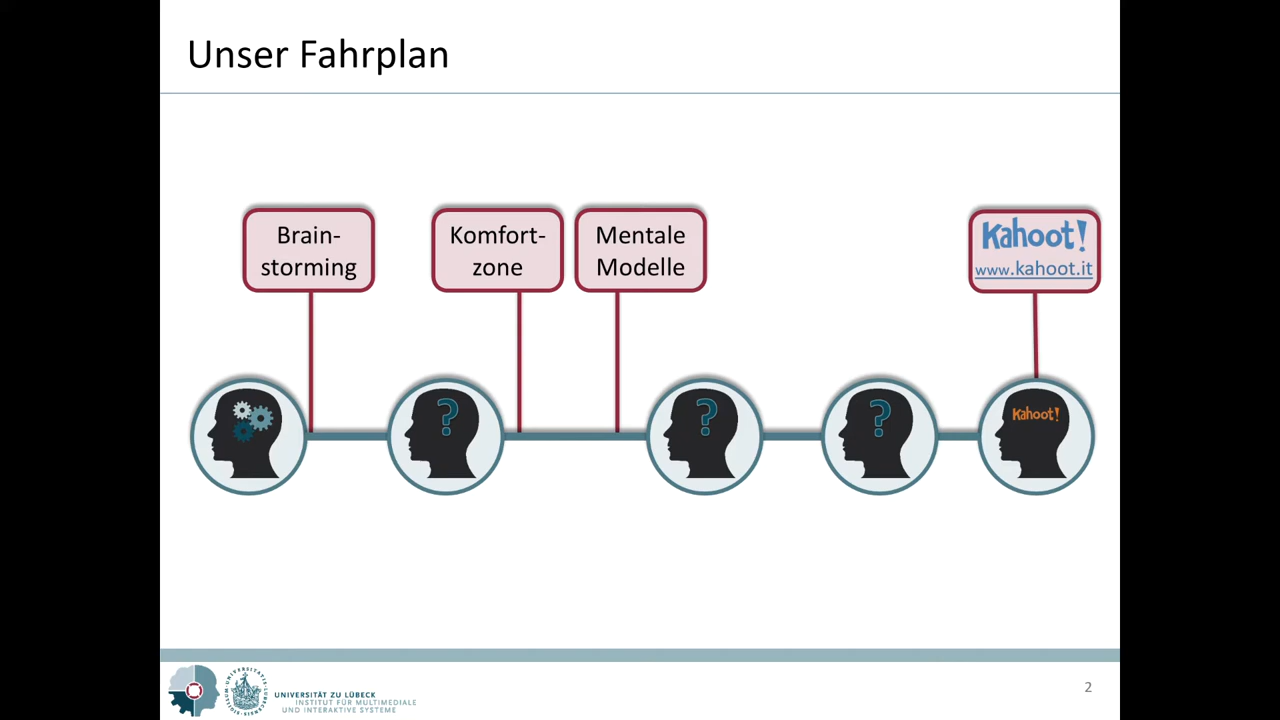 Unser Fahrplan
Brain-
storming
Komfort-
zone
Mentale
Modelle
Kahoot!
www.kahoot.it
?
?
?
Kahoot!
UNIVERSITÄT ZU LÜBECK
INSTITUT FÜR MULTIMEDIALE
UND INTERAKTIVE SYSTEME
2